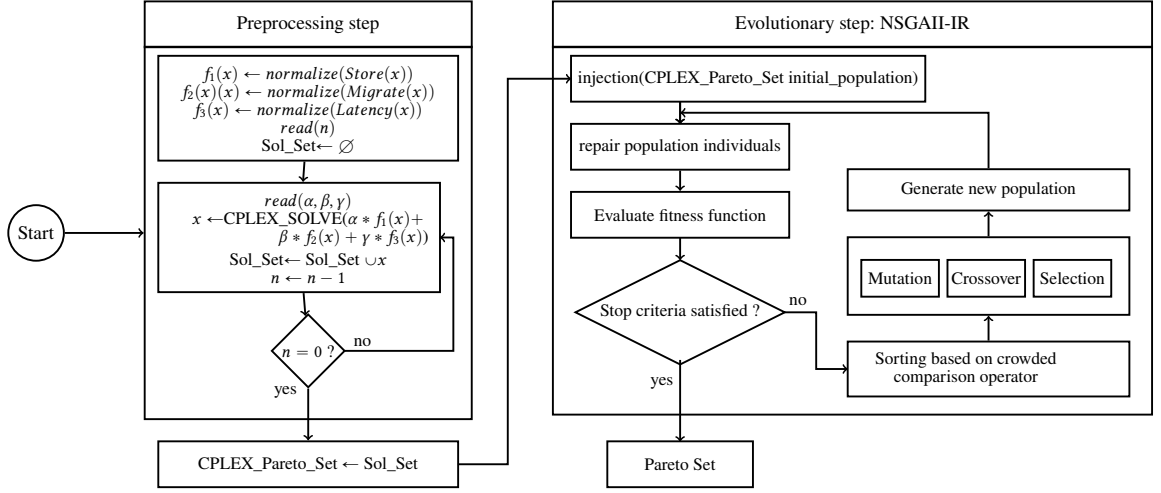 Start
Preprocessing step
f₁(x) ← normalize(Store(x))
f₂(x)(x) ← normalize(Migrate(x))
f₃(x) ← normalize(Latency(x))
read(n)
Sol_Set← ∅
read(α, β, γ)
x ←CPLEX_SOLVE(α ∗ f₁(x)+
β ∗ f₂(x) + γ ∗ f₃(x))
Sol_Set← Sol_Set ∪x
n ← n − 1
n = 0 ?
no
yes
CPLEX_Pareto_Set ← Sol_Set
Evolutionary step: NSGAII-IR
injection(CPLEX_Pareto_Set initial_population)
repair population individuals
Evaluate fitness function
Stop criteria satisfied ?
no
yes
Pareto Set
Sorting based on crowded
comparison operator
Mutation
Crossover
Selection
Generate new population